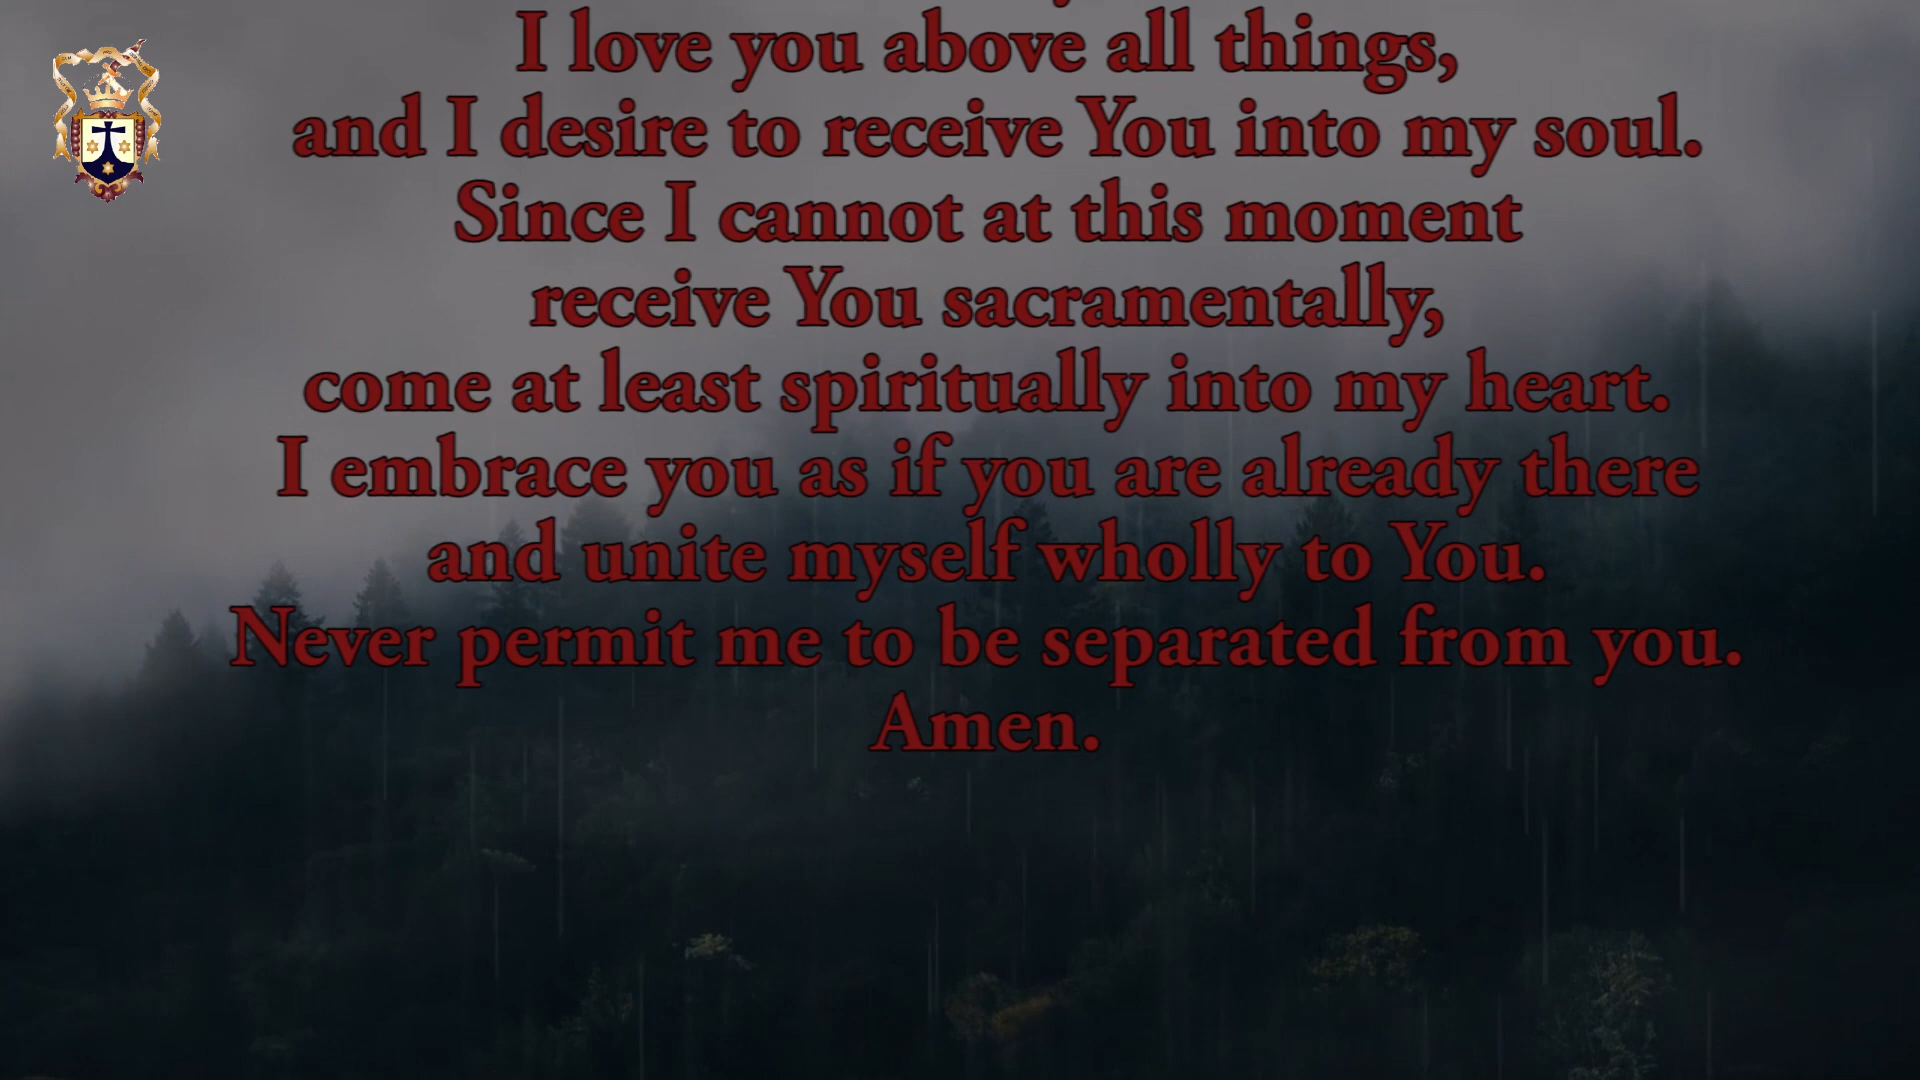 I love you above all things,
and I desire to receive You into my soul.
Since I cannot at this moment
receive You sacramentally,
come at least spiritually into my heart.
I embrace you as if you are already there
and unite myself wholly to You.
Never permit me to be separated from you.
Amen.